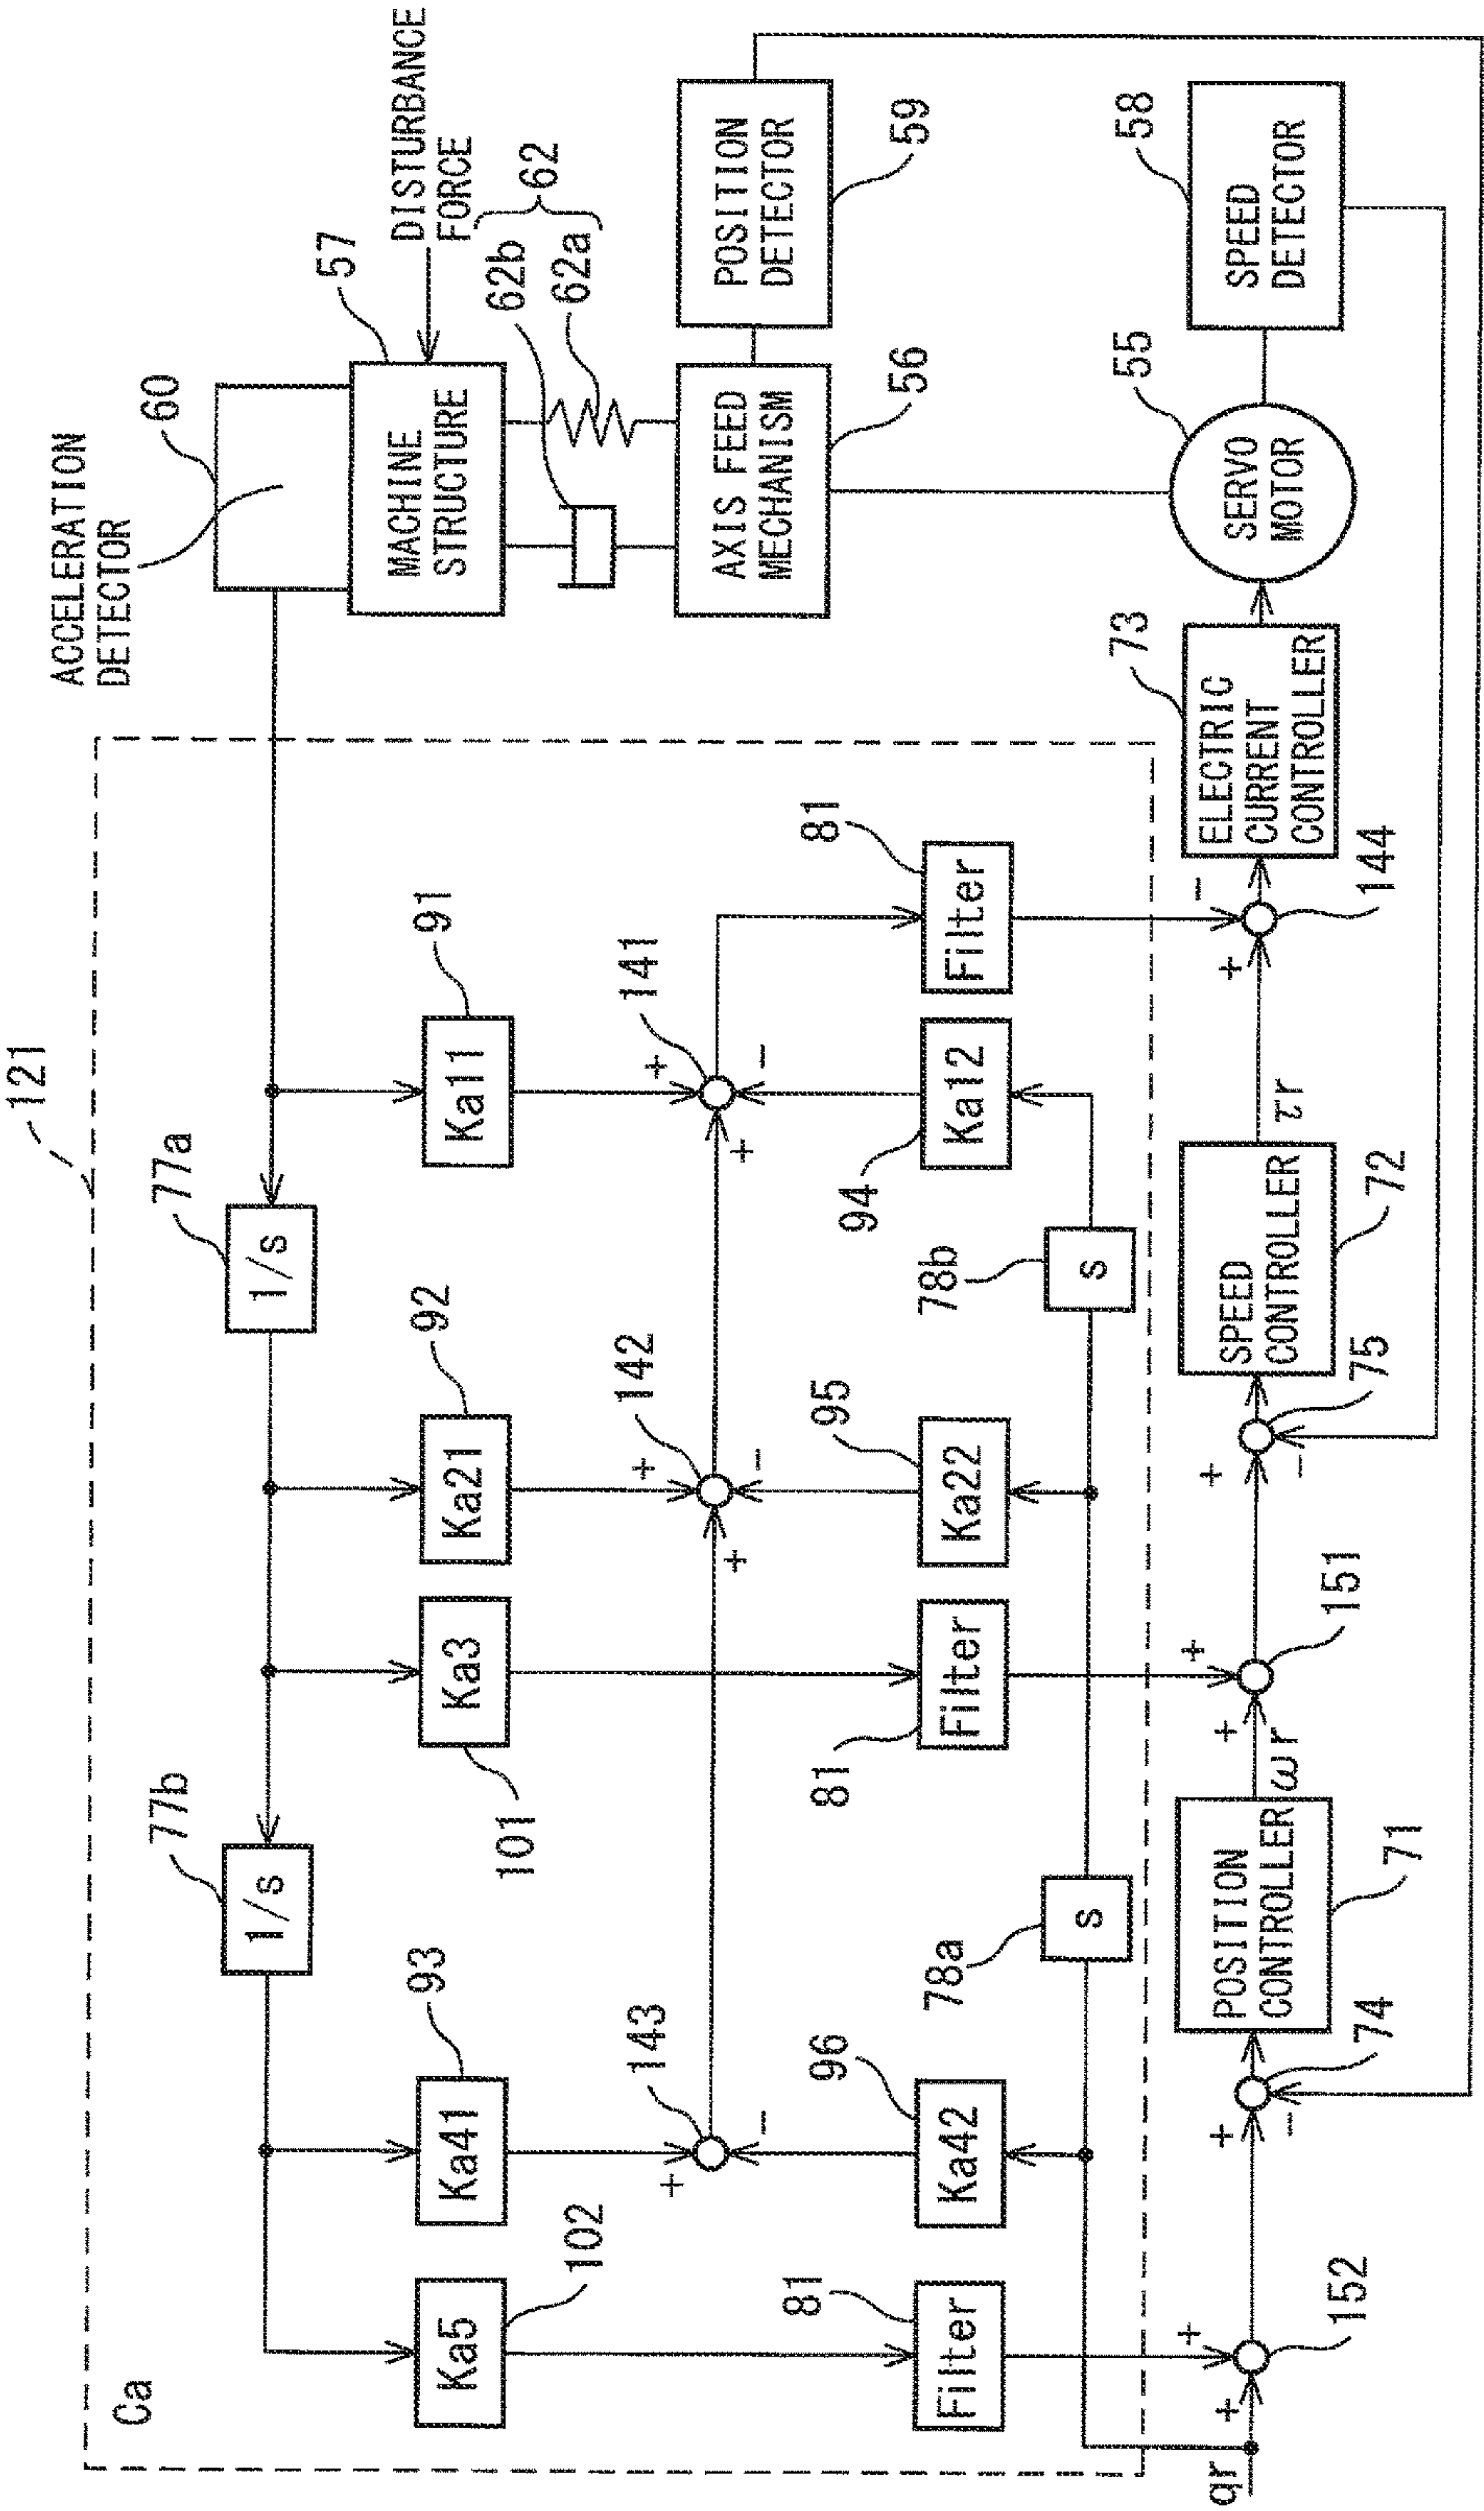 121
Ca
ACCELERATION
DETECTOR
60
57
MACHINE
STRUCTURE
DISTURBANCE
FORCE
62
62b
62a
77b
1/s
77a
1/s
102
Ka5
93
Ka41
101
Ka3
92
Ka21
91
Ka11
143
+
-
142
+
+
-
141
+
+
-
AXIS FEED
MECHANISM
56
POSITION
DETECTOR
59
81
Filter
96
Ka42
81
Filter
95
Ka22
94
Ka12
81
Filter
78a
s
78b
s
qr
+
+
152
+
-
74
POSITION
CONTROLLER
71
ωr
+
+
151
+
-
75
SPEED
CONTROLLER
72
τr
+
-
144
ELECTRIC
CURRENT
CONTROLLER
73
SERVO
MOTOR
55
SPEED
DETECTOR
58